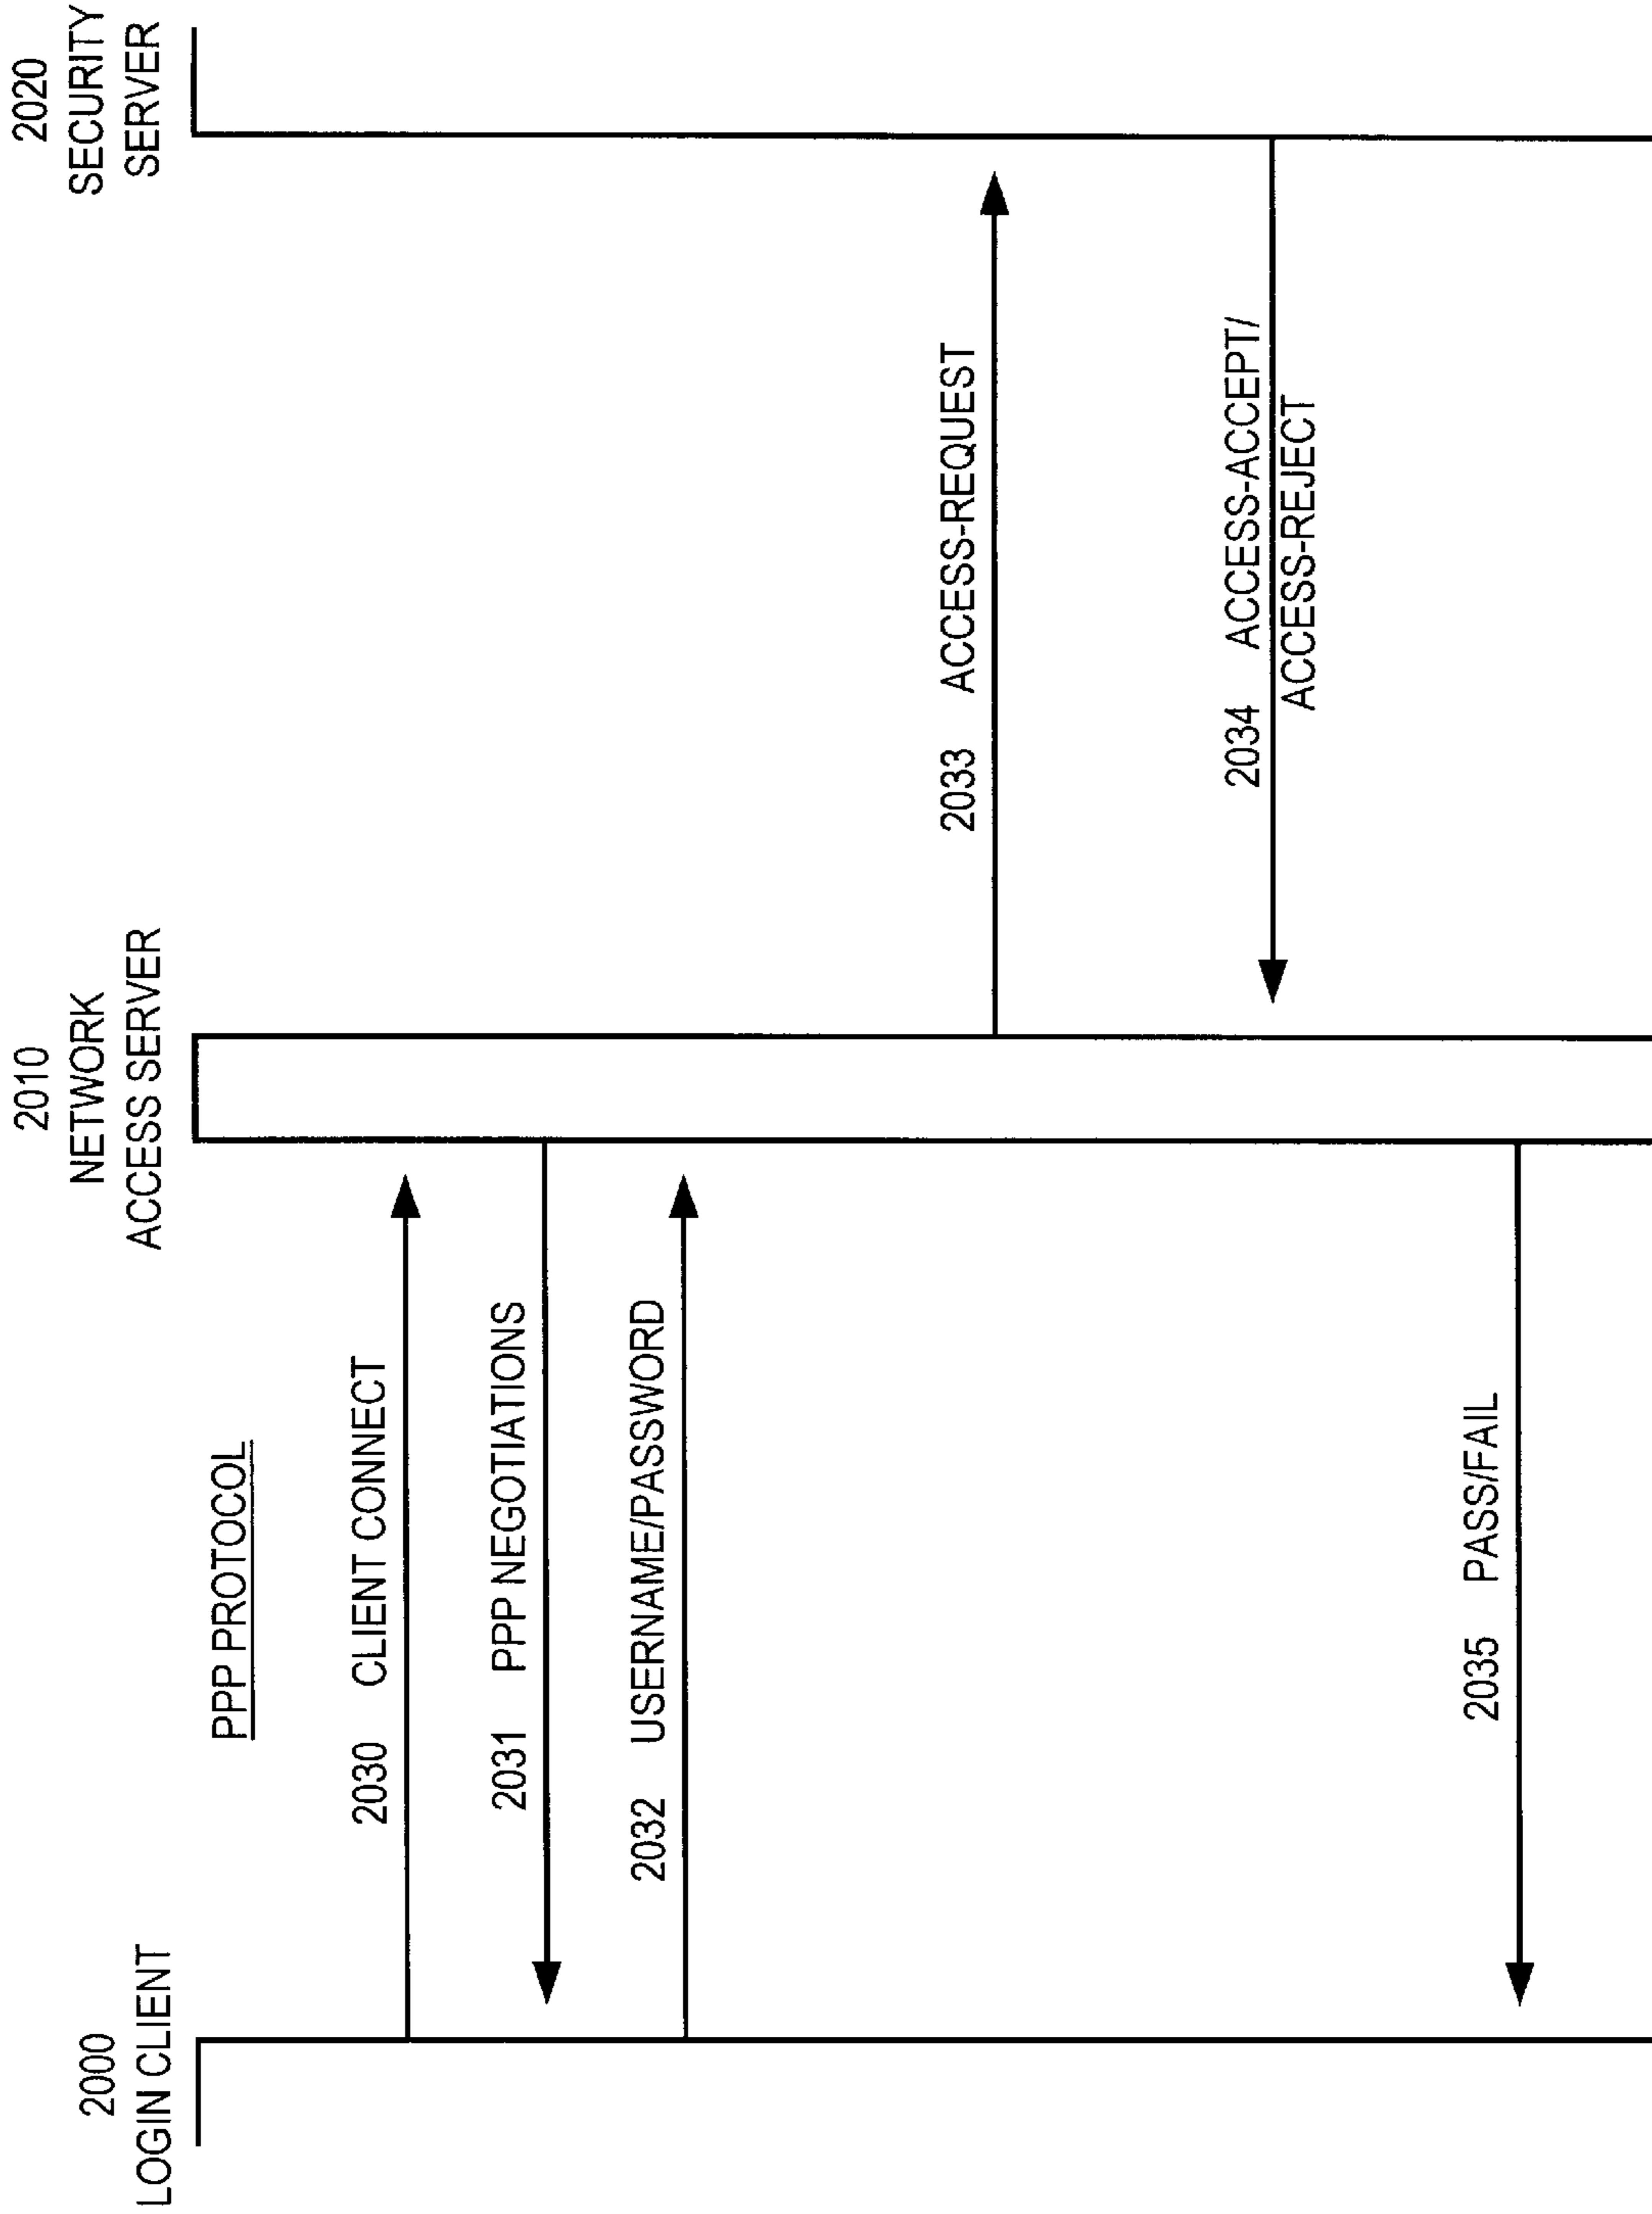 2000
LOGIN CLIENT
2010
NETWORK
ACCESS SERVER
2020
SECURITY
SERVER
PPP PROTOCOL
2030 CLIENT CONNECT
2031 PPP NEGOTIATIONS
2032 USERNAME/PASSWORD
2033 ACCESS-REQUEST
2034 ACCESS-ACCEPT/
ACCESS-REJECT
2035 PASS/FAIL